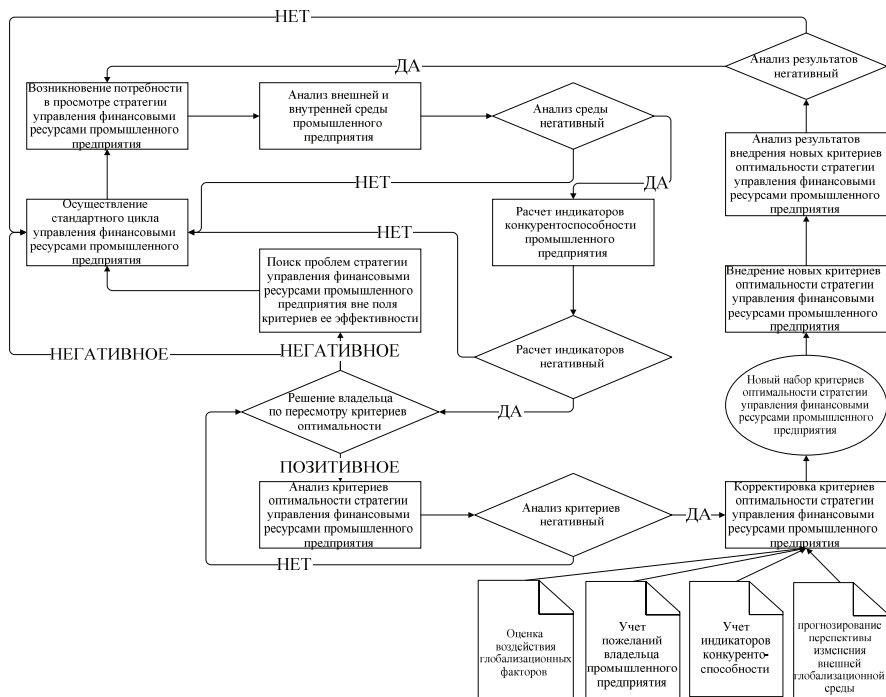 НЕТ
ДА
Анализ результатов
негативный
Возникновение потребности
в просмотре стратегии
управления финансовыми
ресурсами промышленного
предприятия
Анализ внешней и
внутренней среды
промышленного
предприятия
Анализ среды
негативный
Анализ результатов
внедрения новых критериев
оптимальности стратегии
управления финансовыми
ресурсами промышленного
предприятия
НЕТ
ДА
Осуществление
стандартного цикла
управления финансовыми
ресурсами промышленного
предприятия
НЕТ
Расчет индикаторов
конкурентоспособности
промышленного
предприятия
Поиск проблем стратегии
управления финансовыми
ресурсами промышленного
предприятия вне поля
критериев ее эффективности
Внедрение новых критериев
оптимальности стратегии
управления финансовыми
ресурсами промышленного
предприятия
НЕГАТИВНОЕ
НЕГАТИВНОЕ
Расчет индикаторов
негативный
Решение владельца
по пересмотру критериев
оптимальности
ДА
Новый набор критериев
оптимальности стратегии
управления финансовыми
ресурсами промышленного
предприятия
ПОЗИТИВНОЕ
Анализ критериев
оптимальности стратегии
управления финансовыми
ресурсами промышленного
предприятия
Анализ критериев
негативный
ДА
Корректировка критериев
оптимальности стратегии
управления финансовыми
ресурсами промышленного
предприятия
НЕТ
Оценка
воздействия
глобализационных
факторов
Учет
пожеланий
владельца
промышленного
предприятия
Учет
индикаторов
конкуренто-
способности
прогнозирование
перспективы
изменения
внешней
глобализационной
среды